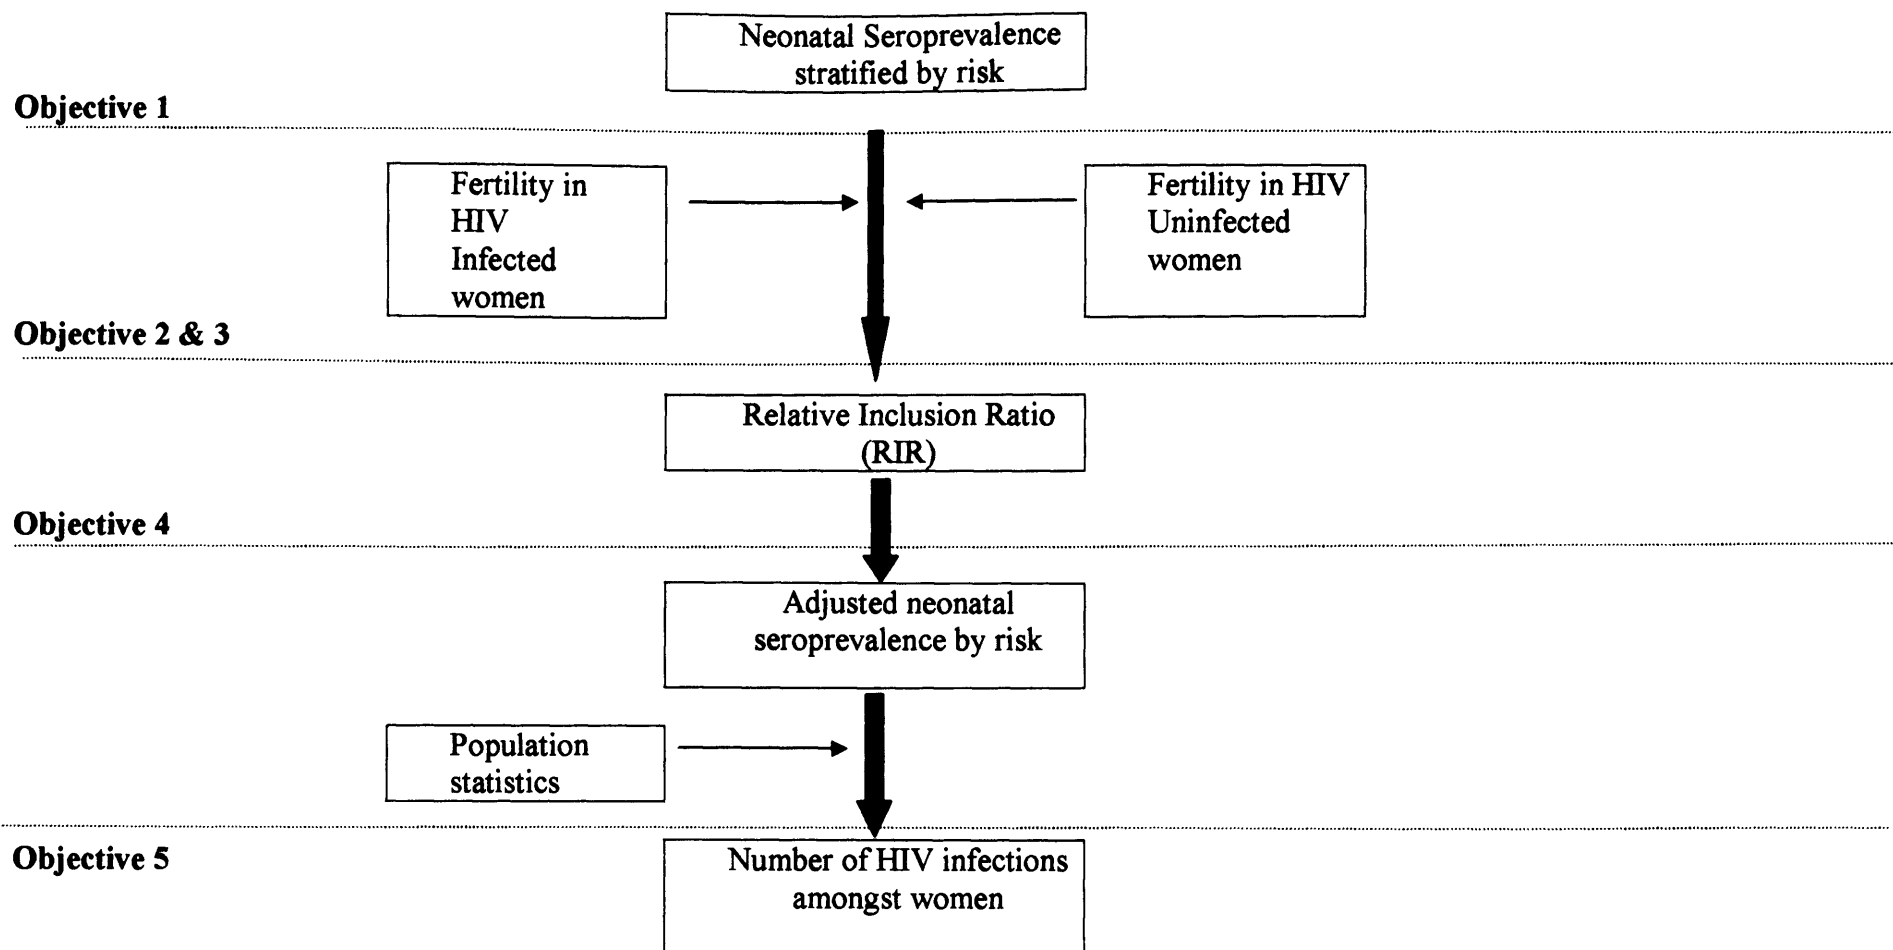 Neonatal Seroprevalence
stratified by risk
Objective 1
Fertility in
HIV
Infected
women
Fertility in HIV
Uninfected
women
Objective 2 & 3
Relative Inclusion Ratio
(RIR)
Objective 4
Adjusted neonatal
seroprevalence by risk
Population
statistics
Objective 5
Number of HIV infections
amongst women